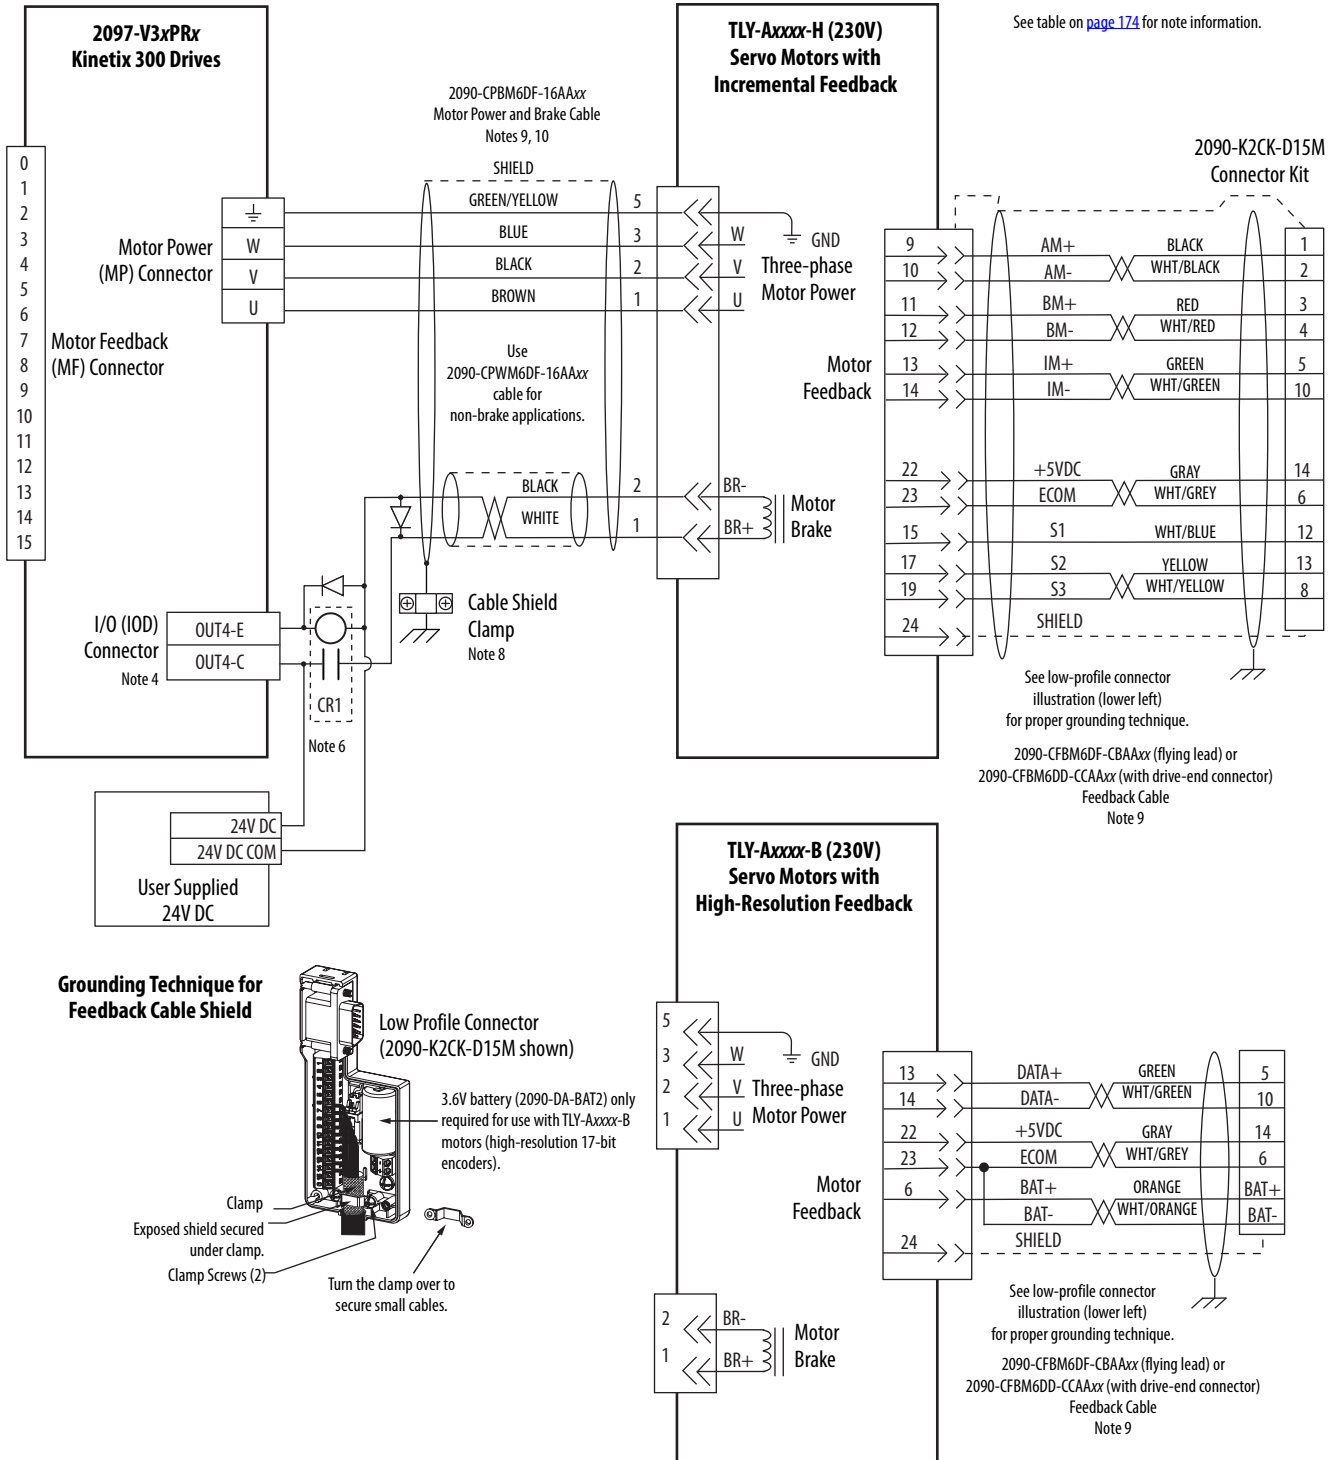 2097-V3xPRx
Kinetix 300 Drives
TLY-Axxxx-H (230V)
Servo Motors with
Incremental Feedback
See table on page 174 for note information.
2090-CPBM6DF-16AAxx
Motor Power and Brake Cable
Notes 9, 10
2090-K2CK-D15M
Connector Kit
0
1
2
3
4
5
6
7
8
9
10
11
12
13
14
15
Motor Feedback
(MF) Connector
Motor Power
(MP) Connector
W
V
U
SHIELD
GREEN/YELLOW
5
BLUE
3
BLACK
2
BROWN
1
Use
2090-CPWM6DF-16AAxx
cable for
non-brake applications.
GND
W
V
U
Three-phase
Motor Power
BLACK
2
WHITE
1
BR-
BR+
Motor
Brake
I/O (IOD)
Connector
Note 4
OUT4-E
OUT4-C
CR1
Note 6
Cable Shield
Clamp
Note 8
24V DC
24V DC COM
User Supplied
24V DC
Motor
Feedback
9 AM+ BLACK 1
10 AM- WHT/BLACK 2
11 BM+ RED 3
12 BM- WHT/RED 4
13 IM+ GREEN 5
14 IM- WHT/GREEN 10
22 +5VDC GRAY 14
23 ECOM WHT/GREY 6
15 S1 WHT/BLUE 12
17 S2 YELLOW 13
19 S3 WHT/YELLOW 8
24 SHIELD
See low-profile connector
illustration (lower left)
for proper grounding technique.
2090-CFBM6DF-CBAAxx (flying lead) or
2090-CFBM6DD-CCAAxx (with drive-end connector)
Feedback Cable
Note 9
TLY-Axxxx-B (230V)
Servo Motors with
High-Resolution Feedback
Grounding Technique for
Feedback Cable Shield
Low Profile Connector
(2090-K2CK-D15M shown)
3.6V battery (2090-DA-BAT2) only
required for use with TLY-Axxxx-B
motors (high-resolution 17-bit
encoders).
Clamp
Exposed shield secured
under clamp.
Clamp Screws (2)
Turn the clamp over to
secure small cables.
5
3
2
1
GND
W
V
U
Three-phase
Motor Power
Motor
Feedback
13 DATA+ GREEN 5
14 DATA- WHT/GREEN 10
22 +5VDC GRAY 14
23 ECOM WHT/GREY 6
6 BAT+ ORANGE BAT+
BAT- WHT/ORANGE BAT-
24 SHIELD
2 BR-
1 BR+
Motor
Brake
See low-profile connector
illustration (lower left)
for proper grounding technique.
2090-CFBM6DF-CBAAxx (flying lead) or
2090-CFBM6DD-CCAAxx (with drive-end connector)
Feedback Cable
Note 9